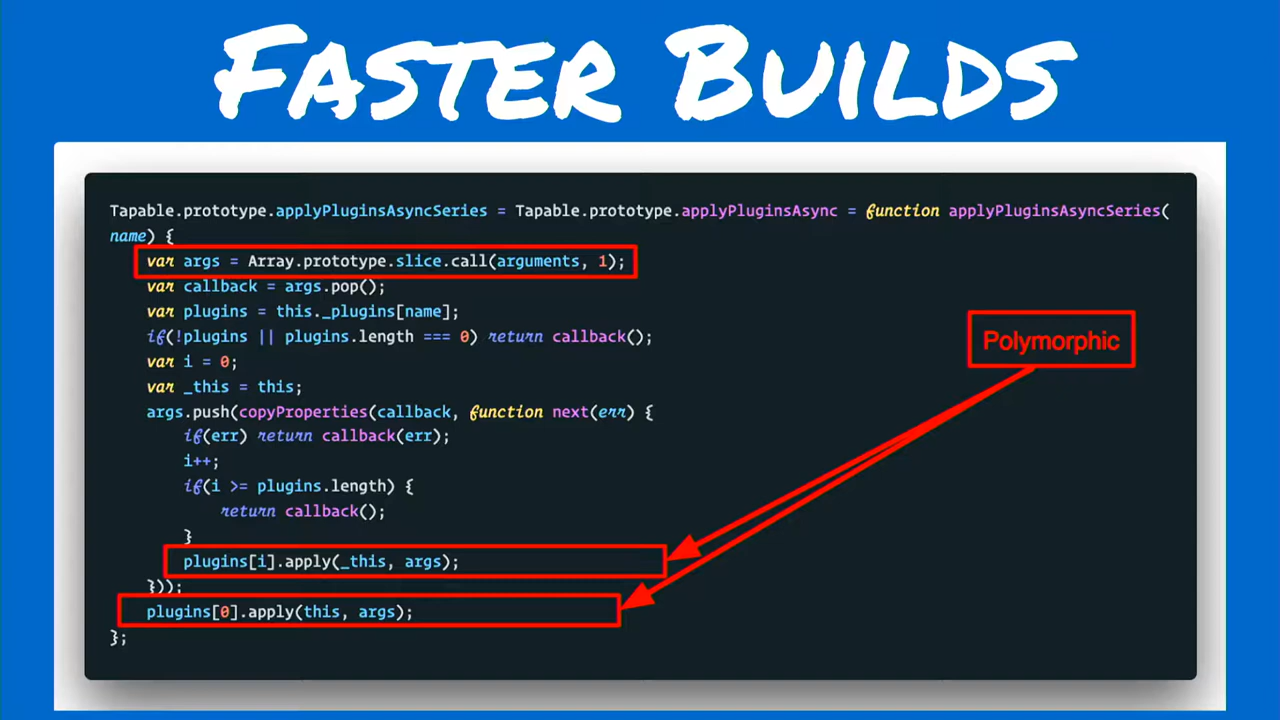 FASTER BUILDS
Tapable.prototype.applyPluginsAsyncSeries = Tapable.prototype.applyPluginsAsync = function applyPluginsAsyncSeries(
name) {
var args = Array.prototype.slice.call(arguments, 1);
var callback = args.pop();
var plugins = this._plugins[name];
if(!plugins || plugins.length === 0) return callback();
Polymorphic
var i = 0;
var _this = this;
args.push(copyProperties(callback, function next(err) {
if(err) return callback(err);
i++;
if(i >= plugins.length) {
return callback();
}
plugins[i].apply(_this, args);
}));
plugins[0].apply(this, args);
};